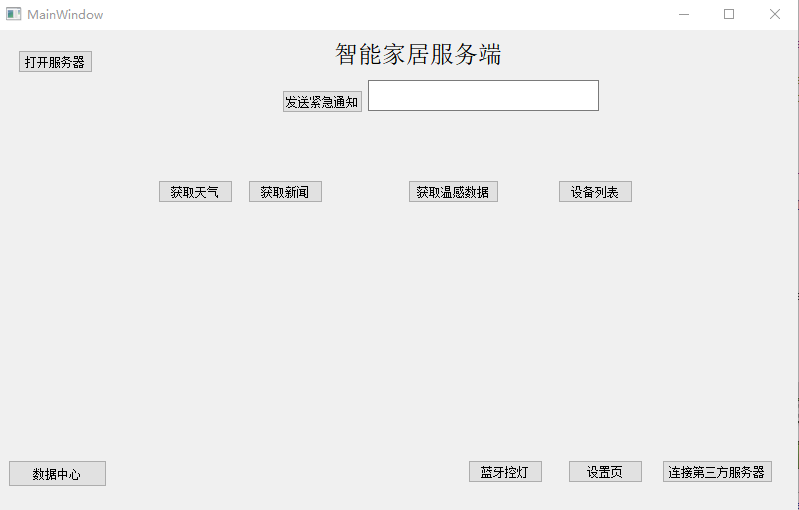 MainWindow
智能家居服务端
打开服务器
发送紧急通知
获取天气
获取新闻
获取温感数据
设备列表
数据中心
蓝牙控灯
设置页
连接第三方服务器